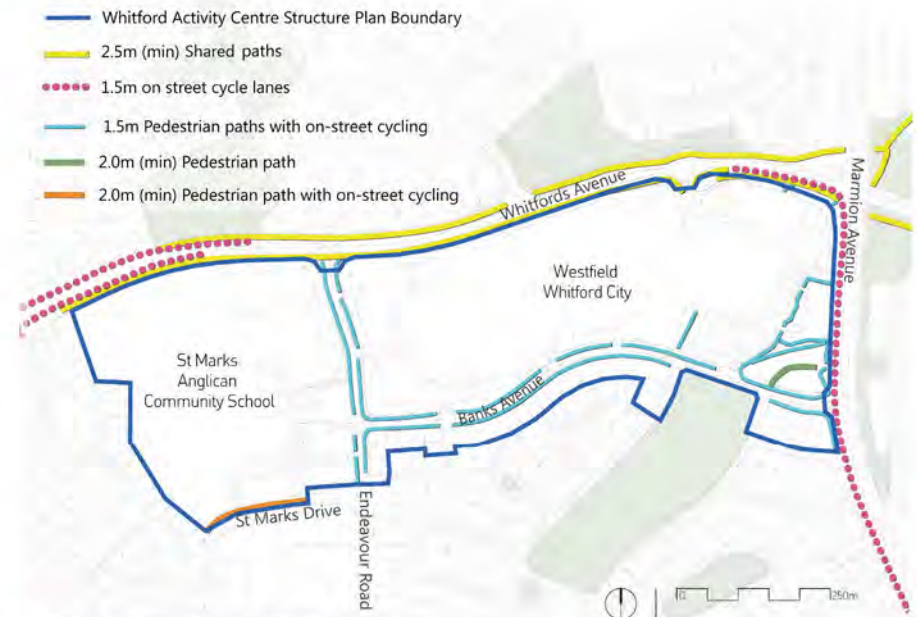 Whitford Activity Centre Structure Plan Boundary
2.5m (min) Shared paths
1.5m on street cycle lanes
1.5m Pedestrian paths with on-street cycling
2.0m (min) Pedestrian path
2.0m (min) Pedestrian path with on-street cycling
Whitfords Avenue
Marmion Avenue
Westfield
Whitford City
St Marks
Anglican
Community School
Banks Avenue
St Marks Drive
Endeavour Road
0
250m